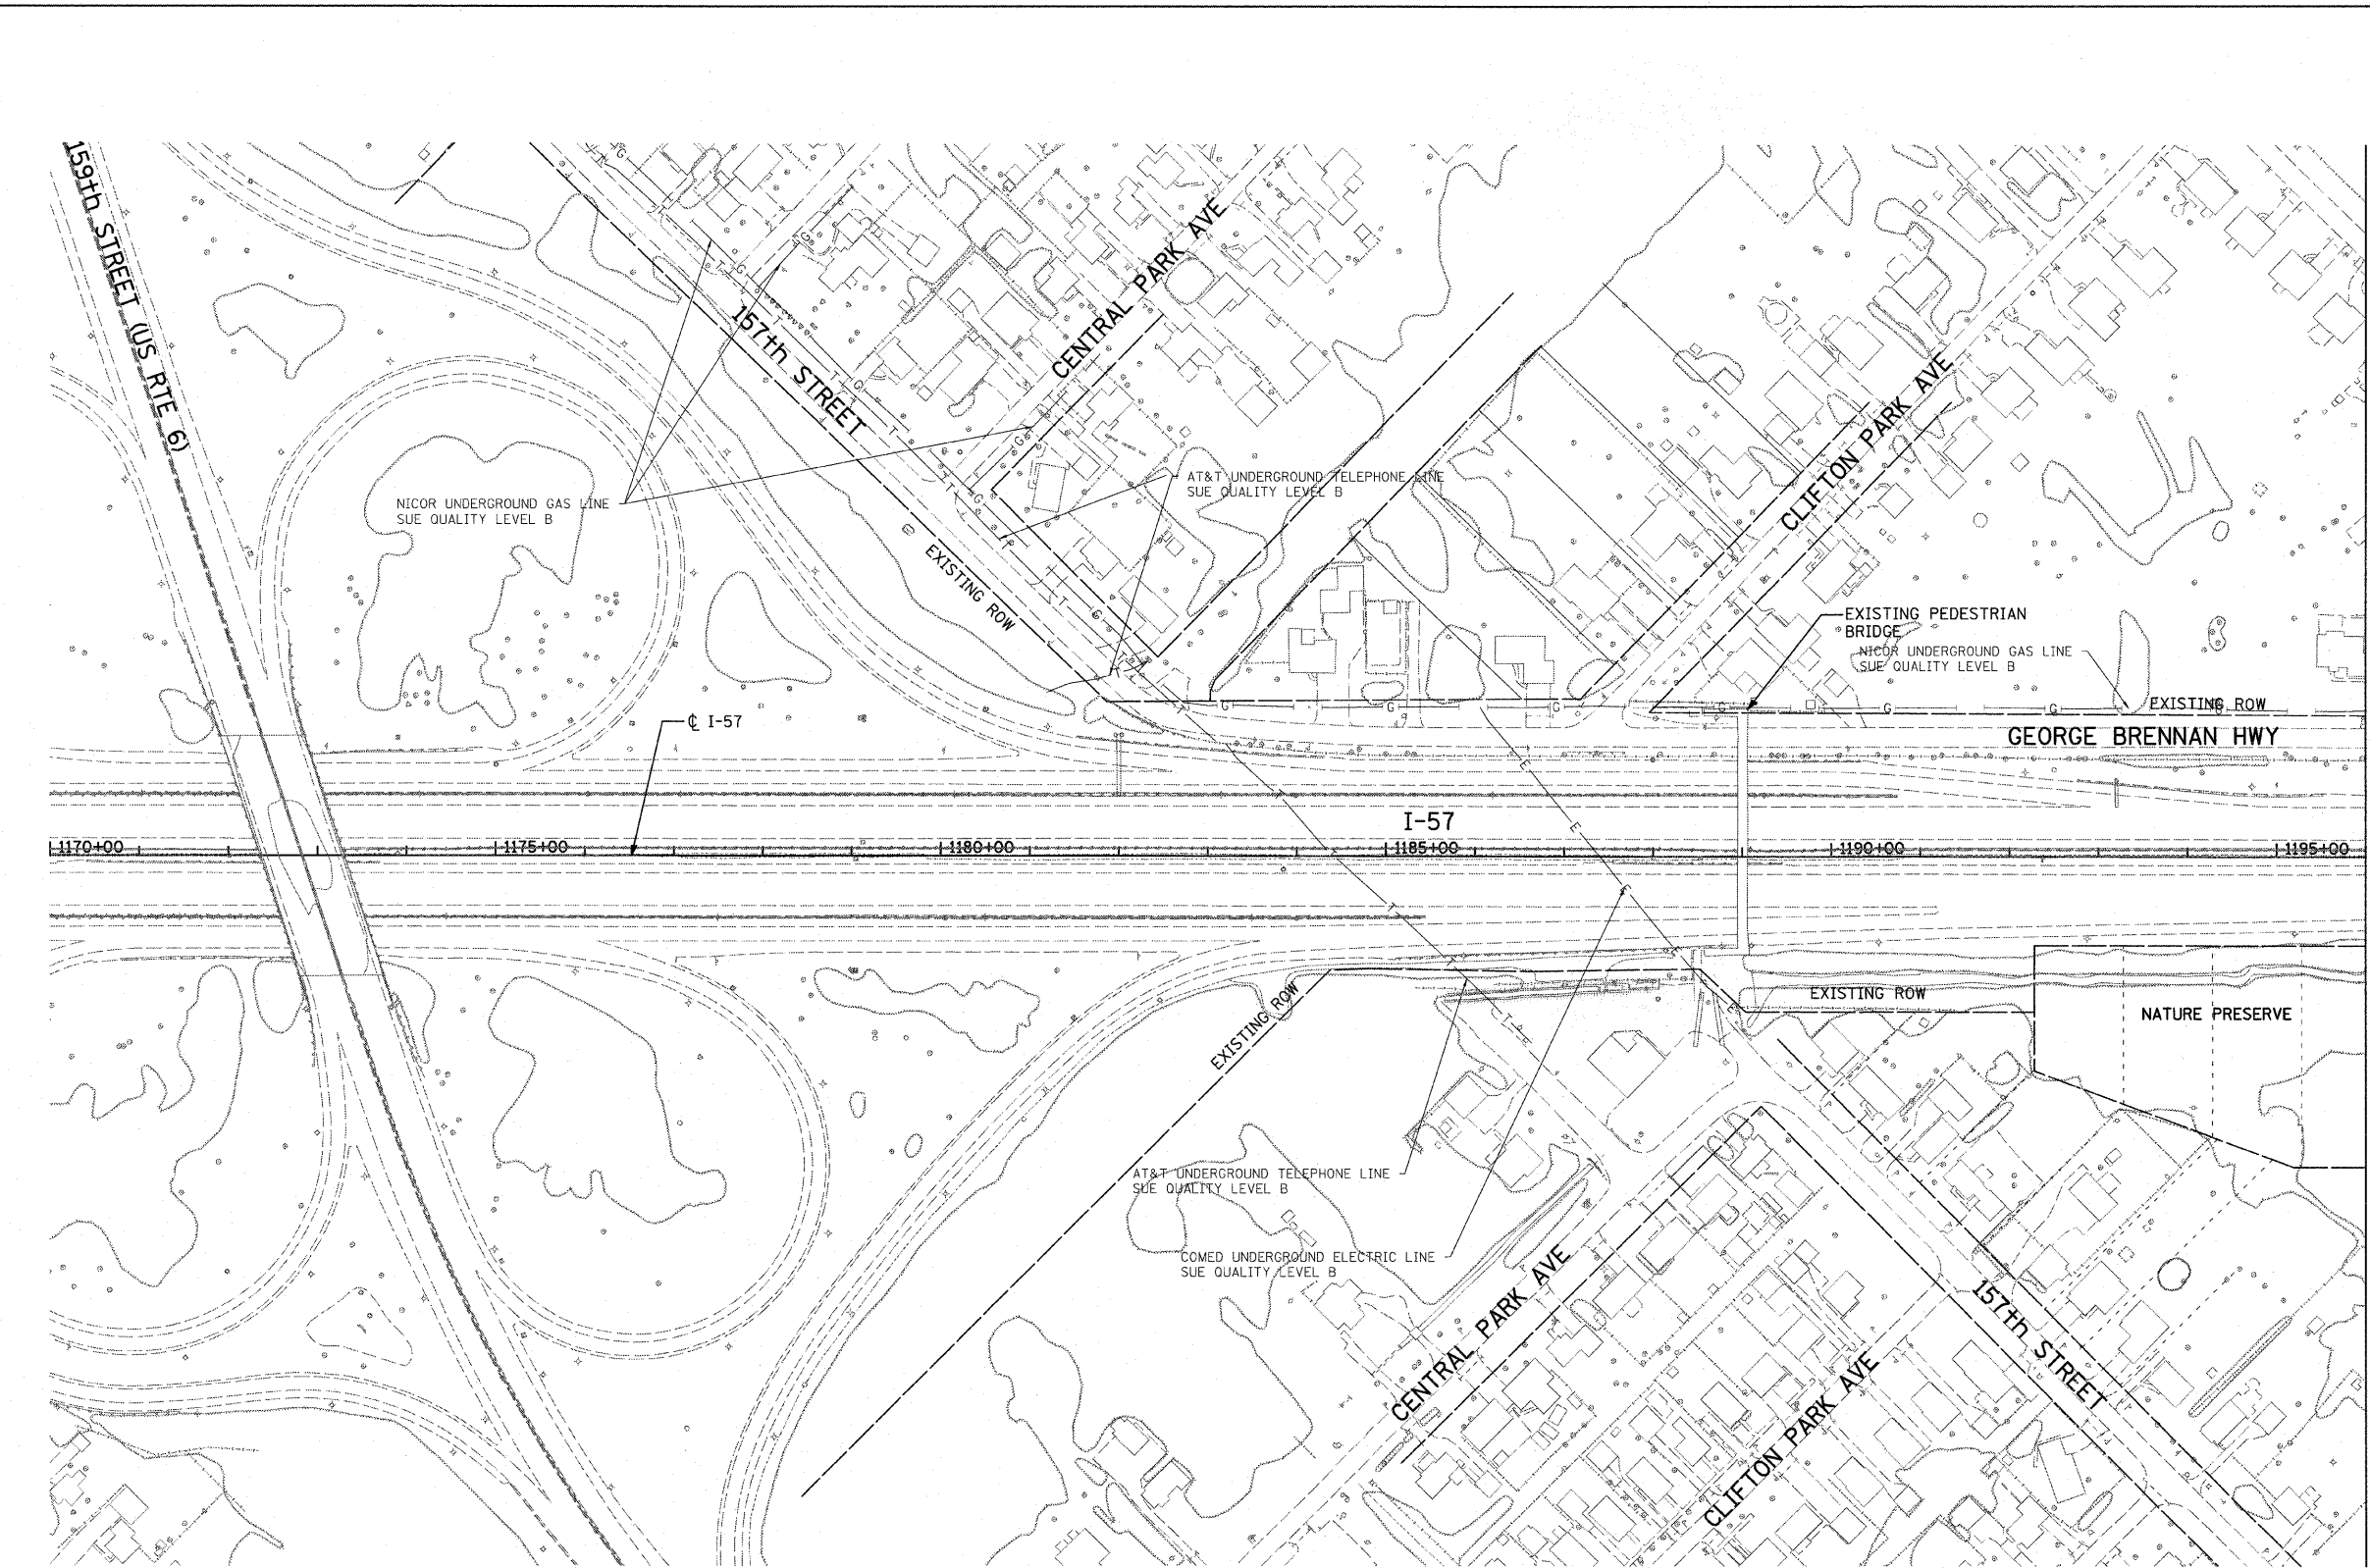 159th STREET (US RTE 6)
157th STREET
CENTRAL PARK AVE
CLIFTON PARK AVE
NICOR UNDERGROUND GAS LINE
SUE QUALITY LEVEL B
AT&T UNDERGROUND TELEPHONE LINE
SUE QUALITY LEVEL B
EXISTING ROW
EXISTING PEDESTRIAN
BRIDGE
NICOR UNDERGROUND GAS LINE
SUE QUALITY LEVEL B
EXISTING ROW
GEORGE BRENNAN HWY
℄ I-57
I-57
1170+00
1175+00
1180+00
1185+00
1190+00
1195+00
EXISTING ROW
EXISTING ROW
NATURE PRESERVE
AT&T UNDERGROUND TELEPHONE LINE
SUE QUALITY LEVEL B
COMED UNDERGROUND ELECTRIC LINE
SUE QUALITY LEVEL B
CENTRAL PARK AVE
CLIFTON PARK AVE
157th STREET